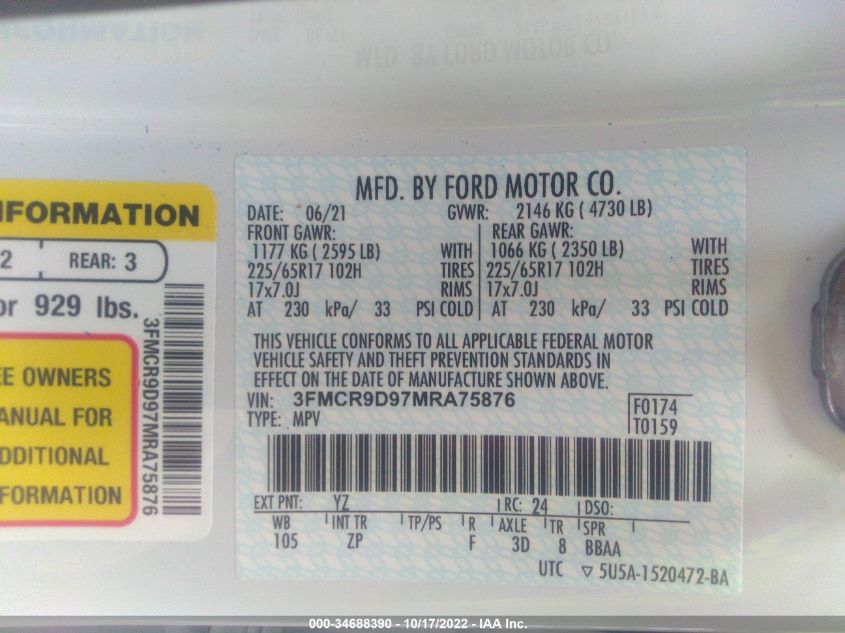 MFD. BY FORD MOTOR CO.
INFORMATION
2 REAR: 3
or 929 lbs.
EE OWNERS
MANUAL FOR
ADDITIONAL
NFORMATION
3FMCR9D97MRA75876
MFD. BY FORD MOTOR CO.
DATE: 06/21 GVWR: 2146 KG ( 4730 LB)
FRONT GAWR: REAR GAWR:
1177 KG ( 2595 LB) WITH 1066 KG ( 2350 LB) WITH
225/65R17 102H TIRES 225/65R17 102H TIRES
17x7.0J RIMS 17x7.0J RIMS
AT 230 kPa/ 33 PSI COLD AT 230 kPa/ 33 PSI COLD
THIS VEHICLE CONFORMS TO ALL APPLICABLE FEDERAL MOTOR
VEHICLE SAFETY AND THEFT PREVENTION STANDARDS IN
EFFECT ON THE DATE OF MANUFACTURE SHOWN ABOVE.
VIN: 3FMCR9D97MRA75876 F0174
TYPE: MPV T0159
EXT PNT: YZ RC: 24 DSO:
WB INT TR TP/PS R AXLE TR SPR
105 ZP F 3D 8 BBAA
UTC ▽ 5U5A-1520472-BA
000-34688390 - 10/17/2022 - IAA Inc.